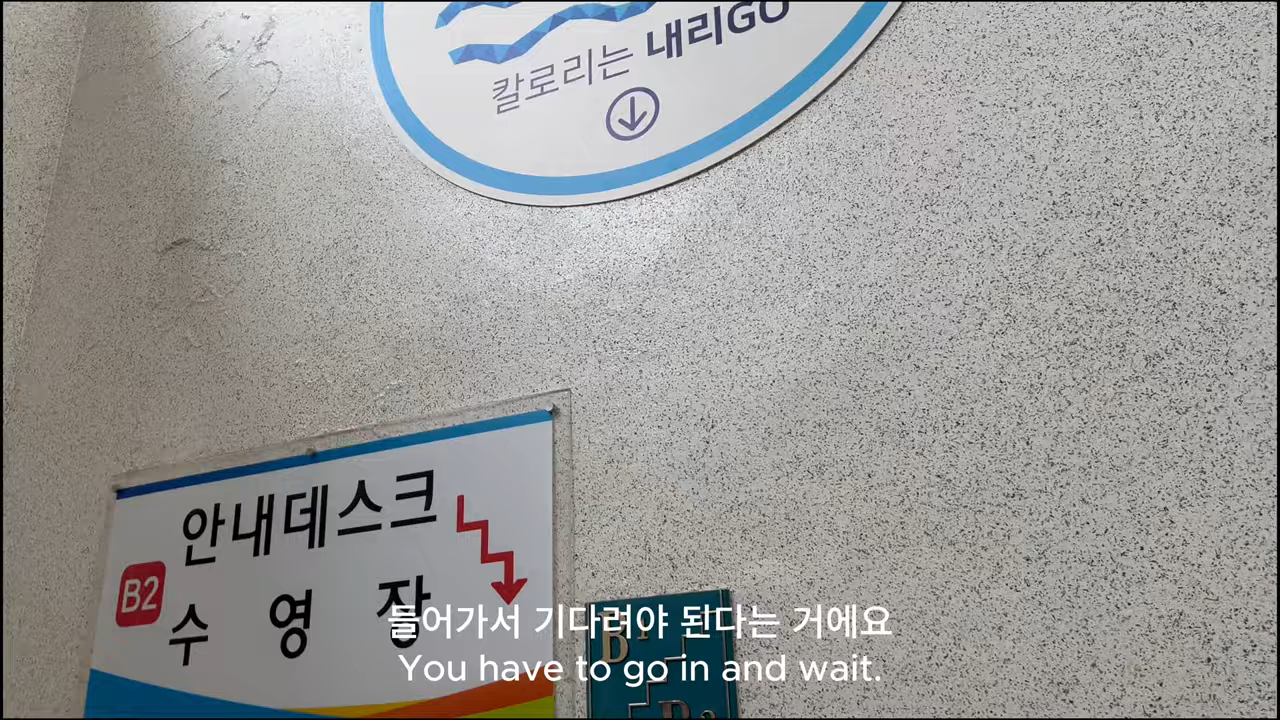 칼로리는 내리GO
안내데스크
B2
수 영 장
B1
B2
들어가서 기다려야 된다는 거에요
You have to go in and wait.